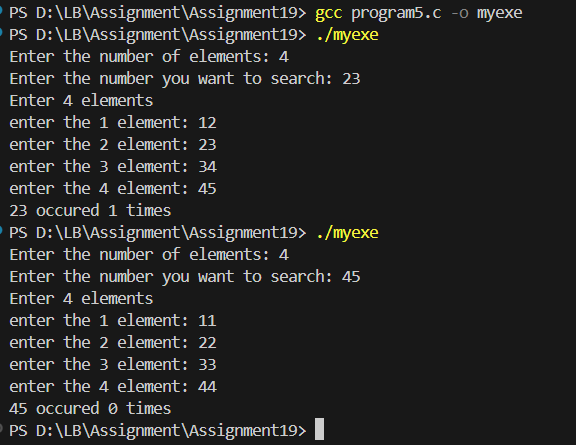 PS D:\LB\Assignment\Assignment19> gcc program5.c -o myexe
PS D:\LB\Assignment\Assignment19> ./myexe
Enter the number of elements: 4
Enter the number you want to search: 23
Enter 4 elements
enter the 1 element: 12
enter the 2 element: 23
enter the 3 element: 34
enter the 4 element: 45
23 occured 1 times
PS D:\LB\Assignment\Assignment19> ./myexe
Enter the number of elements: 4
Enter the number you want to search: 45
Enter 4 elements
enter the 1 element: 11
enter the 2 element: 22
enter the 3 element: 33
enter the 4 element: 44
45 occured 0 times
PS D:\LB\Assignment\Assignment19>